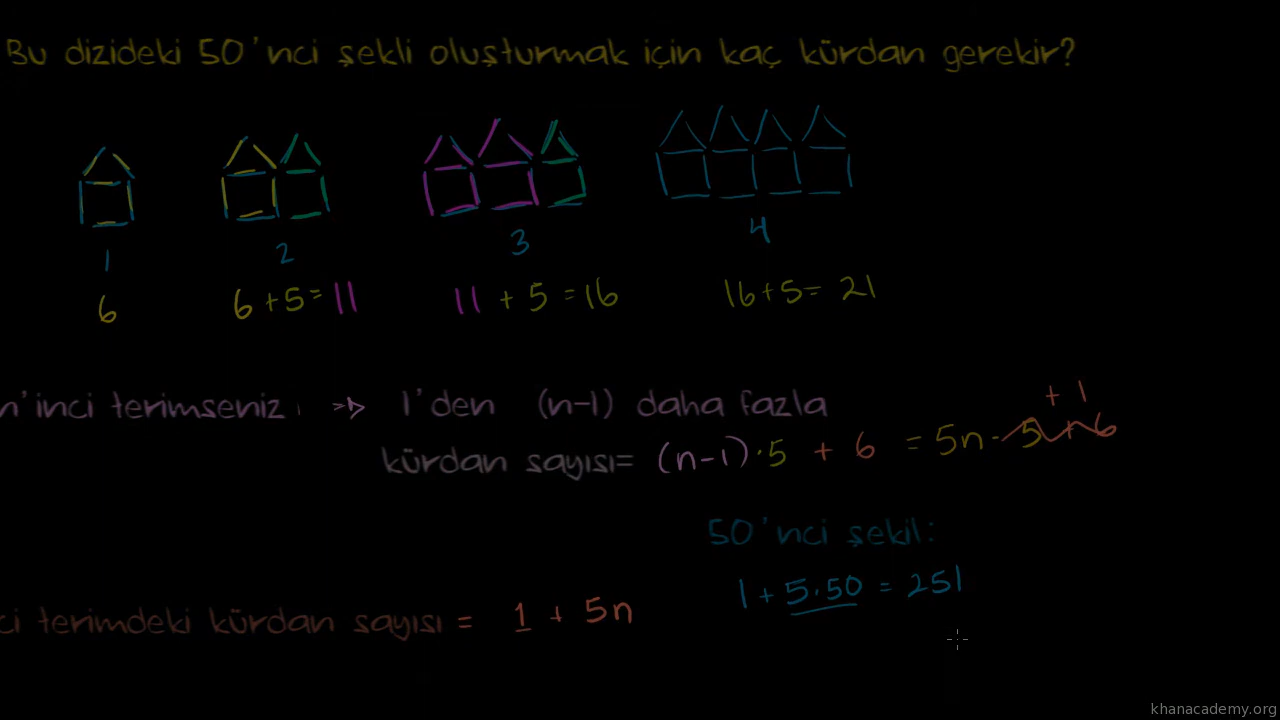 Bu dizideki 50'nci şekli oluşturmak için kaç kürdan gerekir?
1 2 3 4
6 6+5=11 11 + 5 =16 16+5= 21
n'inci terimseniz => 1'den (n-1) daha fazla
+ 1
kürdan sayısı= (n-1)·5 + 6 = 5n-5+6
50'nci şekil:
1+5.50 = 251
ci terimdeki kürdan sayısı = 1 + 5n
khanacademy.org